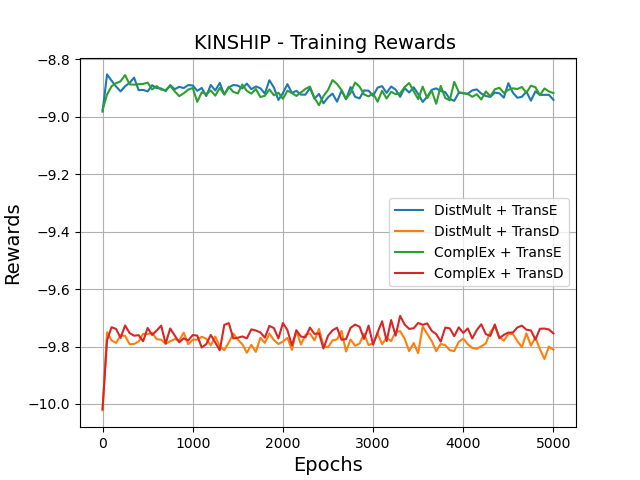 KINSHIP - Training Rewards
Rewards
−8.8
−9.0
−9.2
−9.4
−9.6
−9.8
−10.0
DistMult + TransE
DistMult + TransD
ComplEx + TransE
ComplEx + TransD
0
1000
2000
3000
4000
5000
Epochs